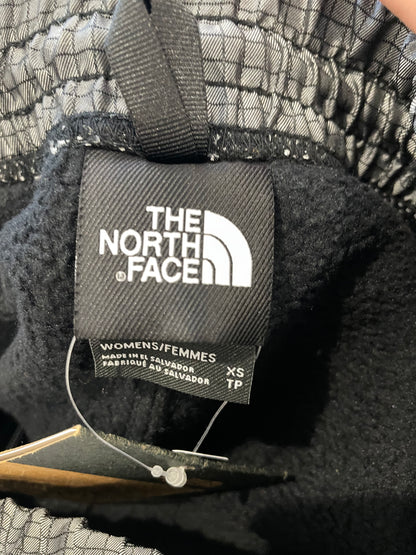 THE
NORTH
FACE
®
WOMENS/FEMMES XS
MADE IN EL SALVADOR
FABRIQUÉ AU SALVADOR TP